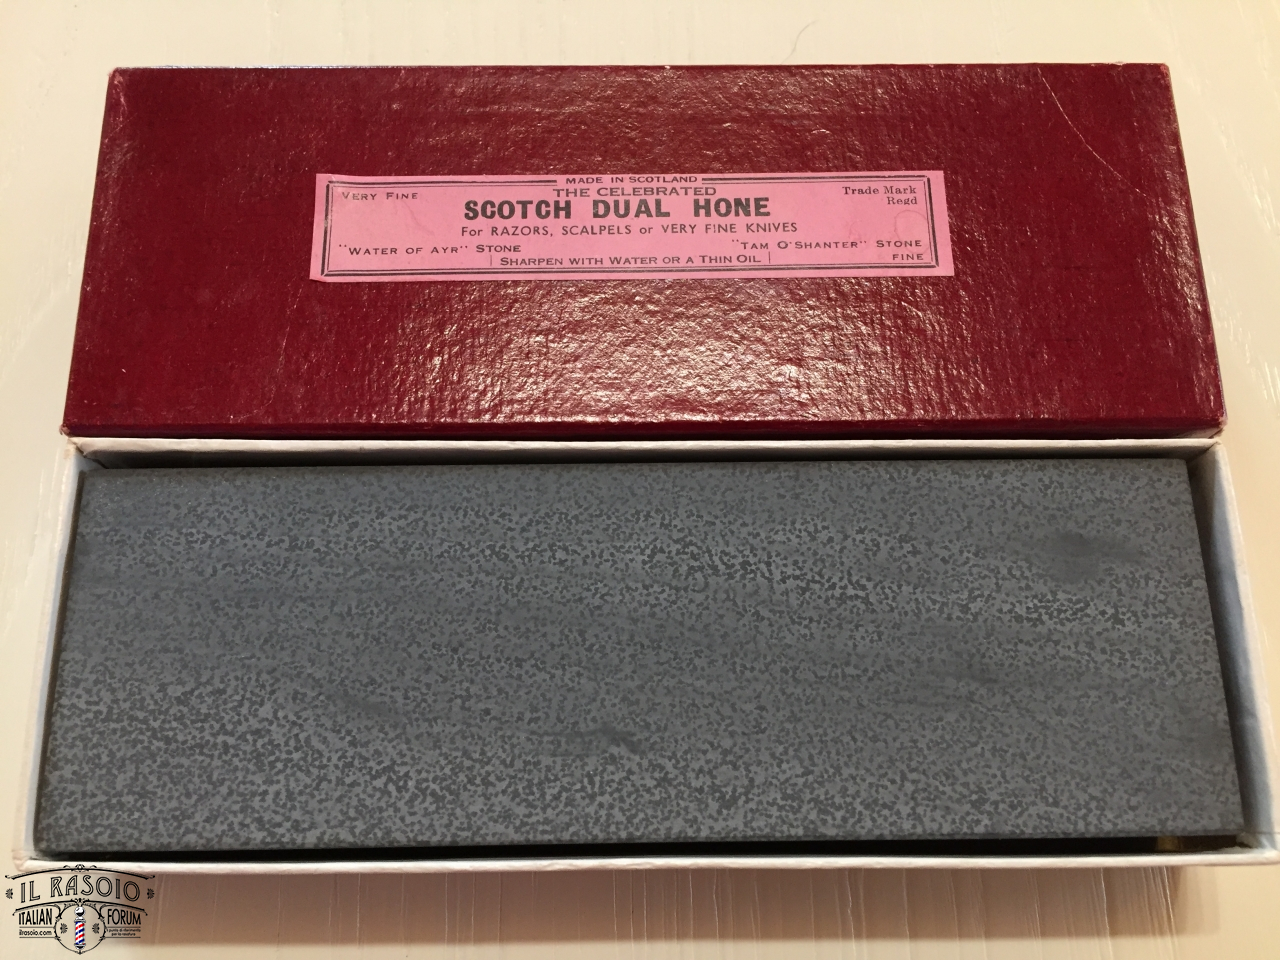 MADE IN SCOTLAND
VERY FINE
THE CELEBRATED
Trade Mark
Regd
SCOTCH DUAL HONE
For RAZORS, SCALPELS or VERY FINE KNIVES
"WATER OF AYR" STONE
"TAM O'SHANTER" STONE
SHARPEN WITH WATER OR A THIN OIL
FINE
IL RASOIO
ITALIAN FORUM
ilrasoio.com